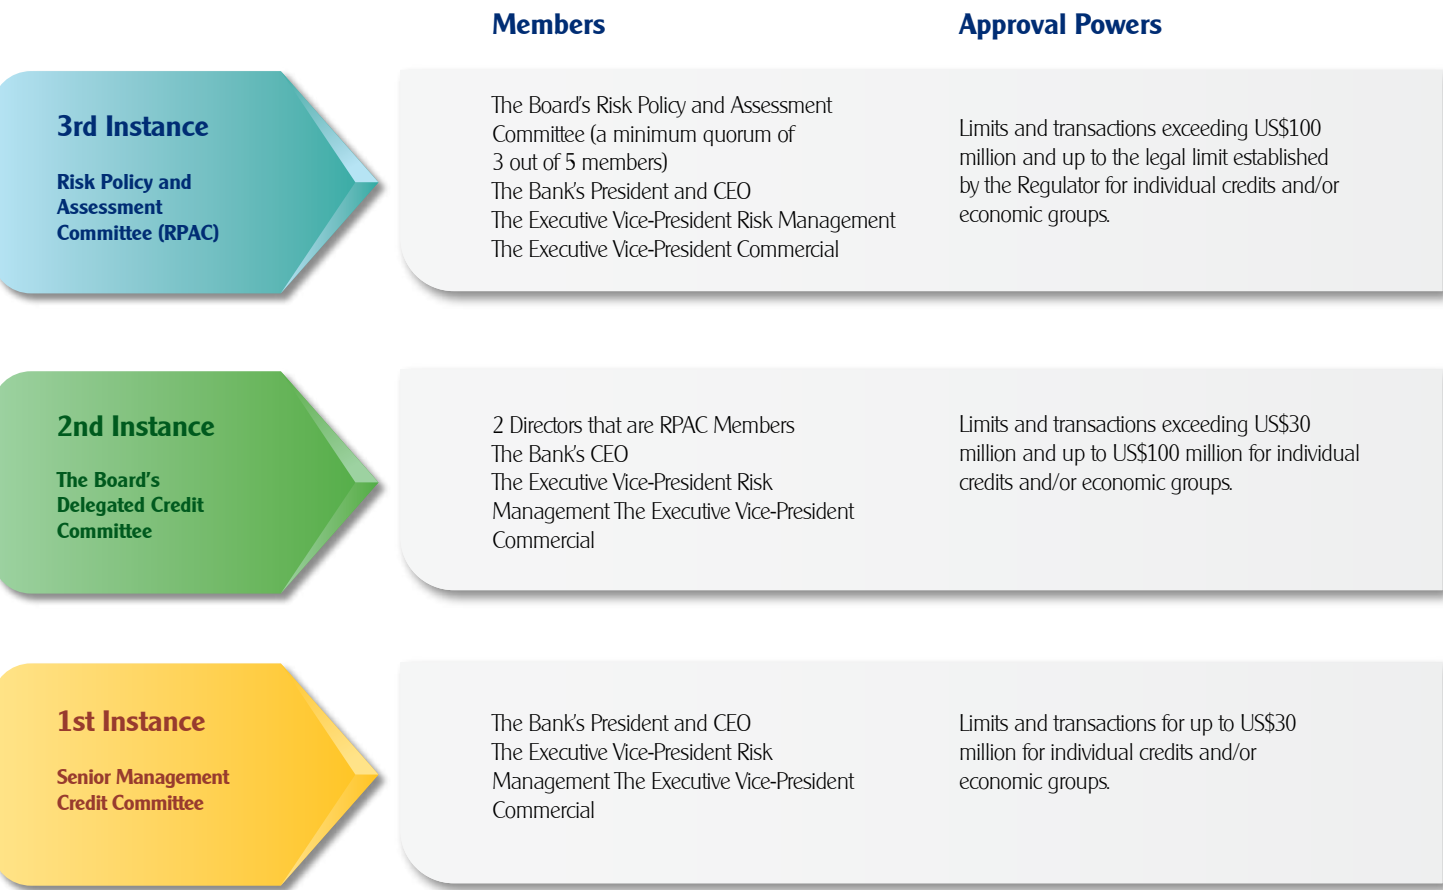 Members
Approval Powers
3rd Instance
Risk Policy and
Assessment
Committee (RPAC)
The Board's Risk Policy and Assessment
Committee (a minimum quorum of
3 out of 5 members)
The Bank's President and CEO
The Executive Vice-President Risk Management
The Executive Vice-President Commercial
Limits and transactions exceeding US$100
million and up to the legal limit established
by the Regulator for individual credits and/or
economic groups.
2nd Instance
The Board's
Delegated Credit
Committee
2 Directors that are RPAC Members
The Bank's CEO
The Executive Vice-President Risk
Management The Executive Vice-President
Commercial
Limits and transactions exceeding US$30
million and up to US$100 million for individual
credits and/or economic groups.
1st Instance
Senior Management
Credit Committee
The Bank's President and CEO
The Executive Vice-President Risk
Management The Executive Vice-President
Commercial
Limits and transactions for up to US$30
million for individual credits and/or
economic groups.